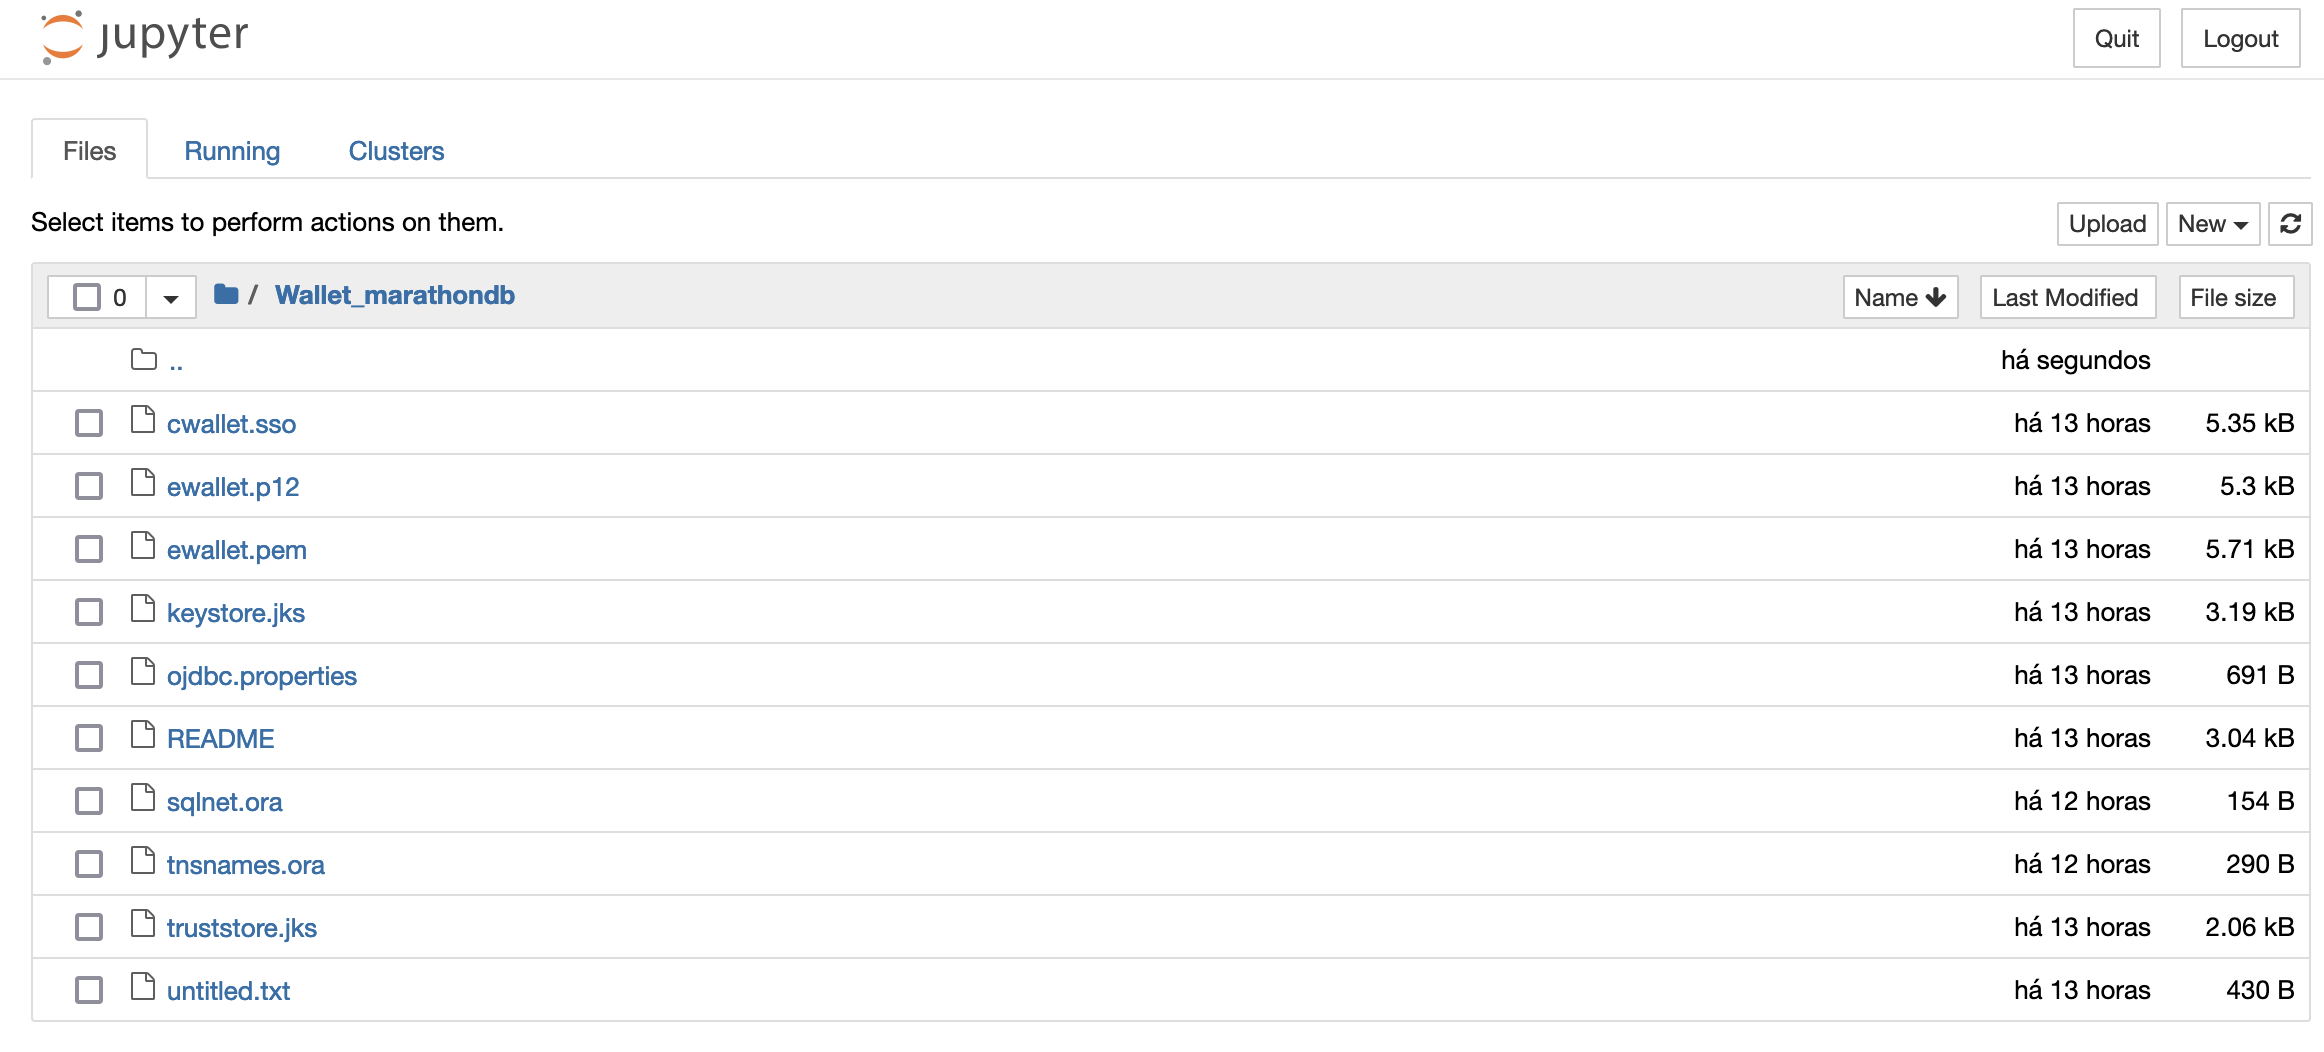 jupyter
Quit Logout
Files Running Clusters
Select items to perform actions on them.
Upload New
0 / Wallet_marathondb Name Last Modified File size
.. há segundos
cwallet.sso há 13 horas 5.35 kB
ewallet.p12 há 13 horas 5.3 kB
ewallet.pem há 13 horas 5.71 kB
keystore.jks há 13 horas 3.19 kB
ojdbc.properties há 13 horas 691 B
README há 13 horas 3.04 kB
sqlnet.ora há 12 horas 154 B
tnsnames.ora há 12 horas 290 B
truststore.jks há 13 horas 2.06 kB
untitled.txt há 13 horas 430 B